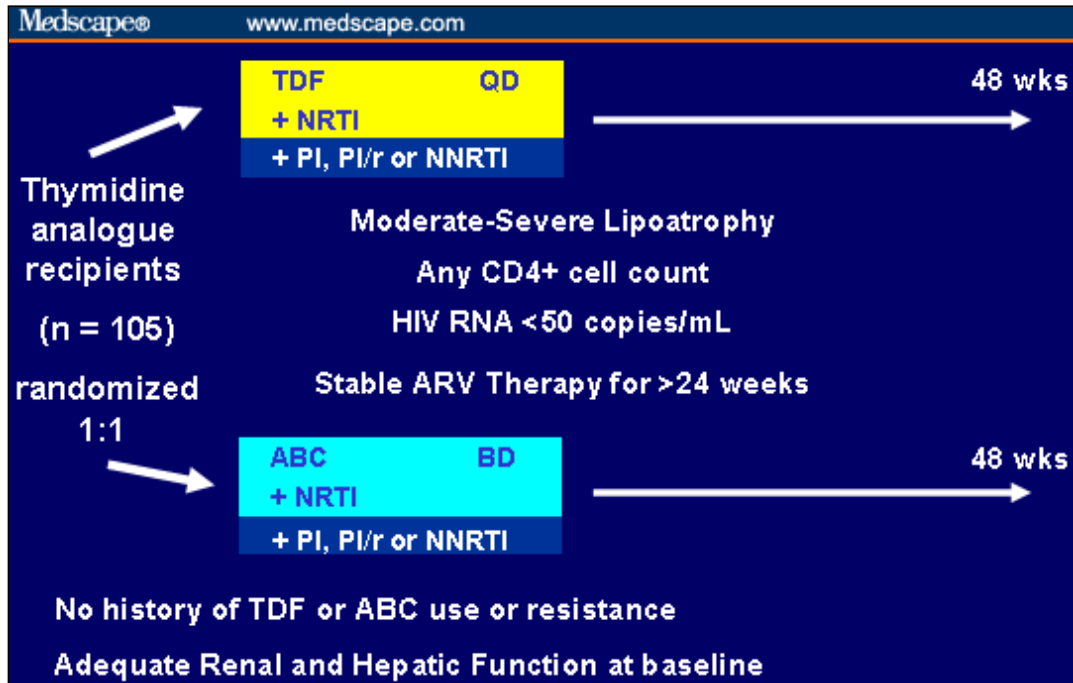 Medscape® www.medscape.com
TDF QD
+ NRTI
+ PI, PI/r or NNRTI
48 wks
Thymidine
analogue
recipients
(n = 105)
randomized
1:1
Moderate-Severe Lipoatrophy
Any CD4+ cell count
HIV RNA <50 copies/mL
Stable ARV Therapy for >24 weeks
ABC BD
+ NRTI
+ PI, PI/r or NNRTI
48 wks
No history of TDF or ABC use or resistance
Adequate Renal and Hepatic Function at baseline